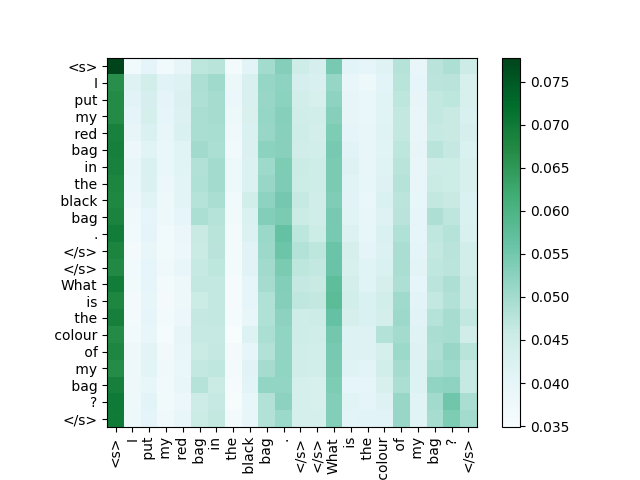 <s>
I
put
my
red
bag
in
the
black
bag
.
</s>
</s>
What
is
the
colour
of
my
bag
?
</s>
<s>
I
put
my
red
bag
in
the
black
bag
.
</s>
</s>
What
is
the
colour
of
my
bag
?
</s>
0.075
0.070
0.065
0.060
0.055
0.050
0.045
0.040
0.035